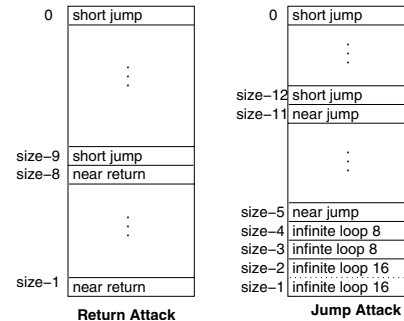 0 short jump
size−9 short jump
size−8 near return
size−1 near return
Return Attack
0 short jump
size−12 short jump
size−11 near jump
size−5 near jump
size−4 infinite loop 8
size−3 infinte loop 8
size−2 infinite loop 16
size−1 infinite loop 16
Jump Attack